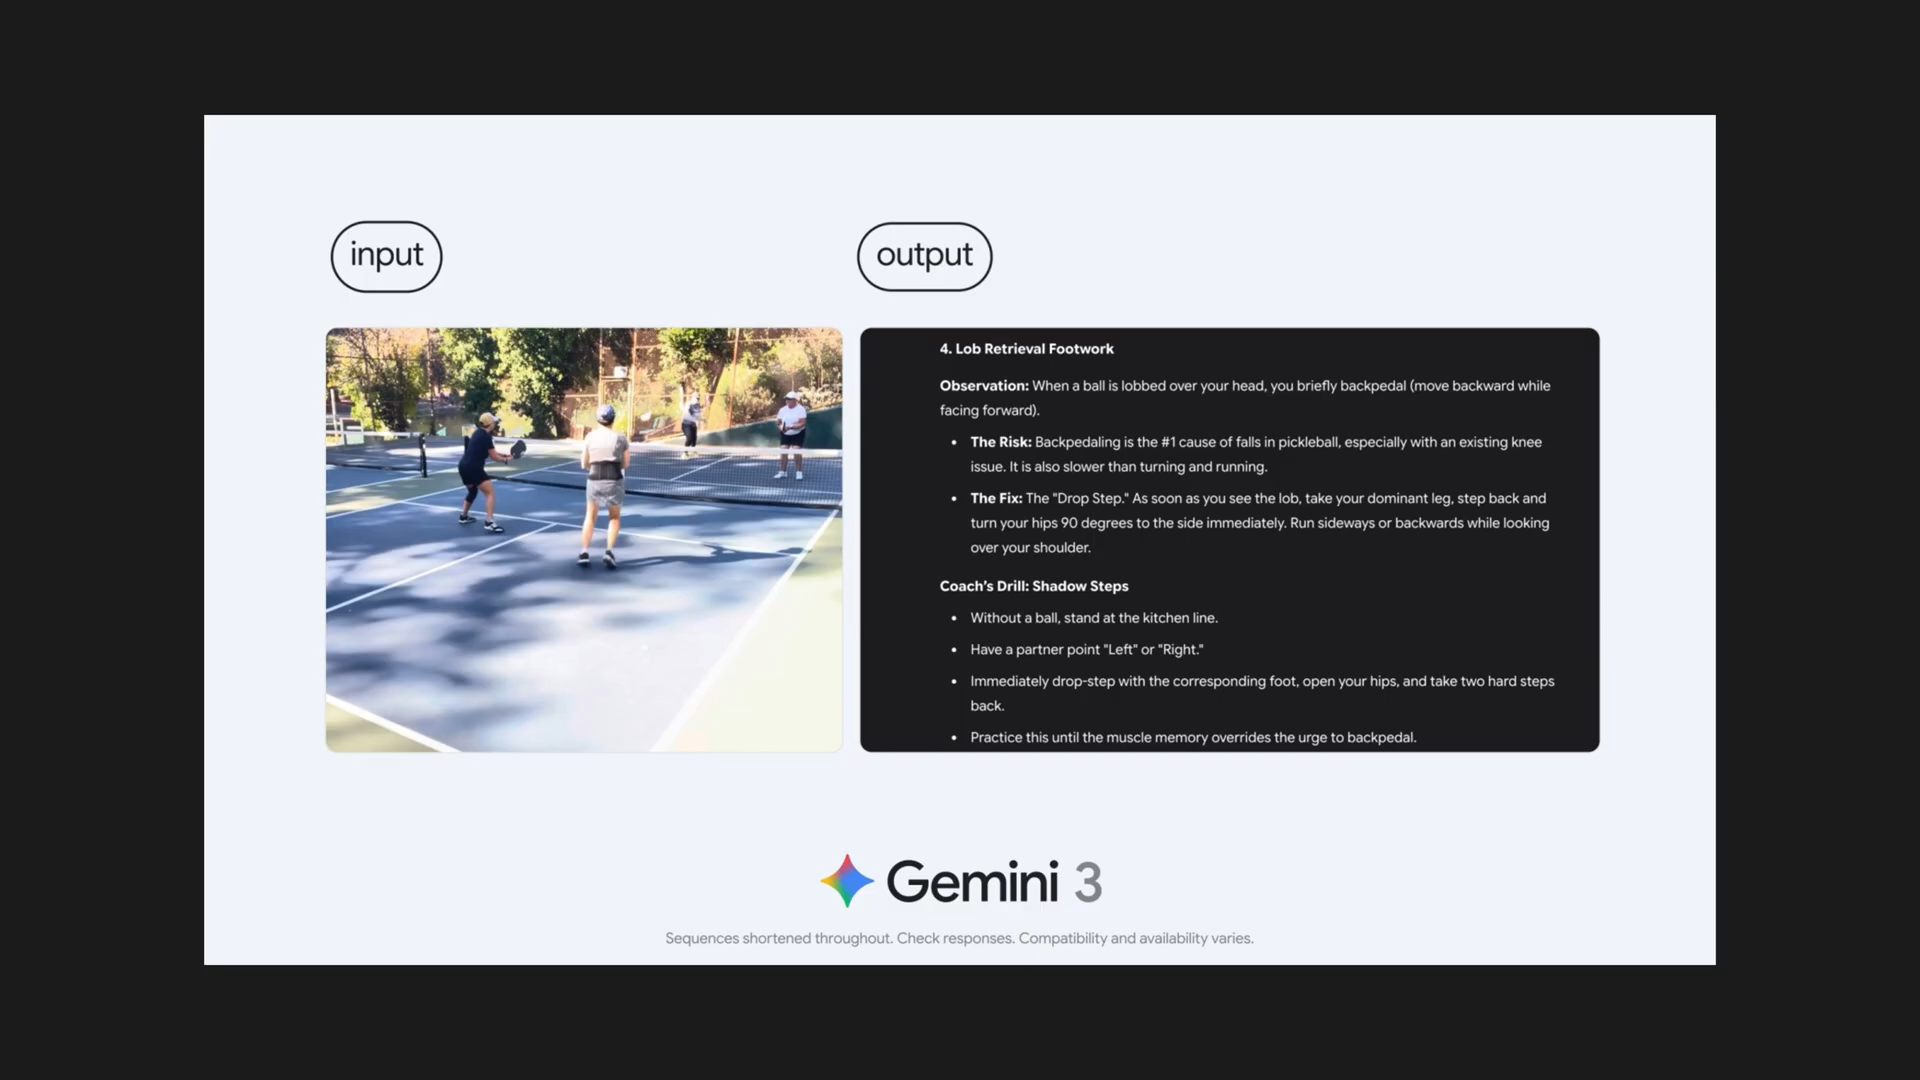 input
output
4. Lob Retrieval Footwork
Observation: When a ball is lobbed over your head, you briefly backpedal (move backward while
facing forward).
• The Risk: Backpedaling is the #1 cause of falls in pickleball, especially with an existing knee
issue. It is also slower than turning and running.
• The Fix: The "Drop Step." As soon as you see the lob, take your dominant leg, step back and
turn your hips 90 degrees to the side immediately. Run sideways or backwards while looking
over your shoulder.
Coach's Drill: Shadow Steps
• Without a ball, stand at the kitchen line.
• Have a partner point "Left" or "Right."
• Immediately drop-step with the corresponding foot, open your hips, and take two hard steps
back.
• Practice this until the muscle memory overrides the urge to backpedal.
Gemini 3
Sequences shortened throughout. Check responses. Compatibility and availability varies.